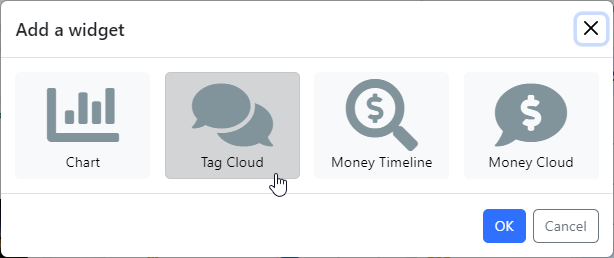 Add a widget
Chart
Tag Cloud
Money Timeline
Money Cloud
OK
Cancel